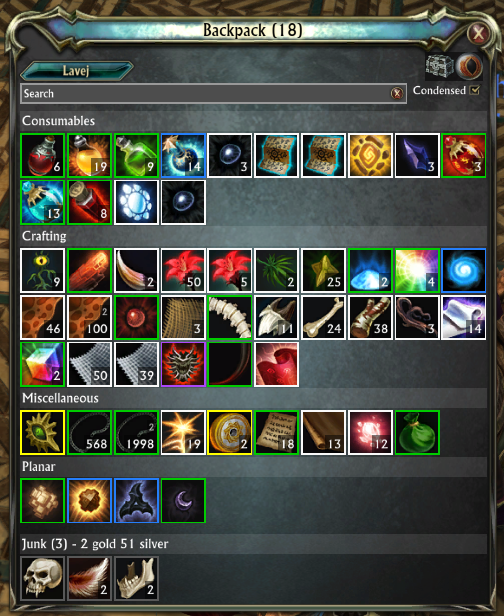 Backpack (18)
Lavej
Search
Condensed
Consumables
6 19 9 14 3 3 3
13 8
Crafting
9 2 50 5 2 25 2 4
46 2 100 3 11 24 38 3 14
2 50 39
Miscellaneous
568 2 1998 19 2 18 13 12
Planar
Junk (3) - 2 gold 51 silver
2 2